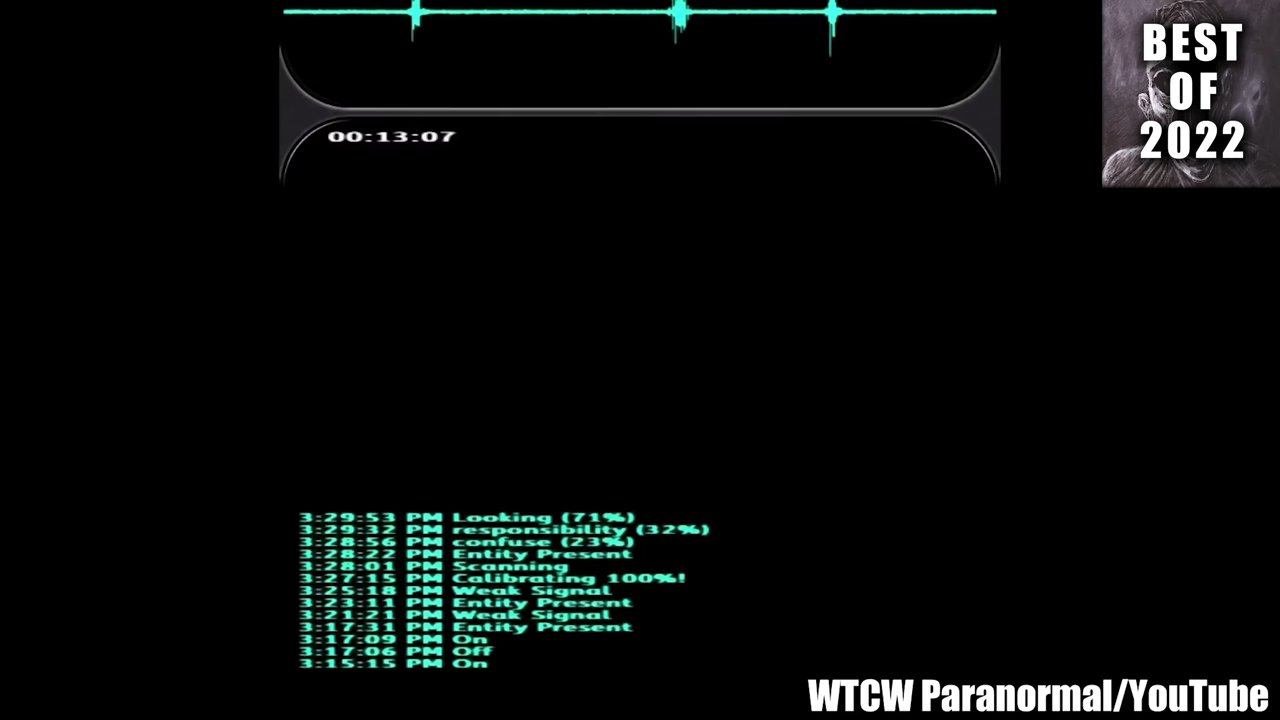 BEST
OF
2022
00:13:07
3:29:53 PM Looking (71%)
3:29:32 PM responsibility (32%)
3:28:56 PM confuse (23%)
3:28:22 PM Entity Present
3:28:01 PM Scanning
3:27:15 PM Calibrating 100%!
3:25:18 PM Weak Signal
3:23:11 PM Entity Present
3:21:21 PM Weak Signal
3:17:31 PM Entity Present
3:17:09 PM On
3:17:06 PM Off
3:15:15 PM On
WTCW Paranormal/YouTube